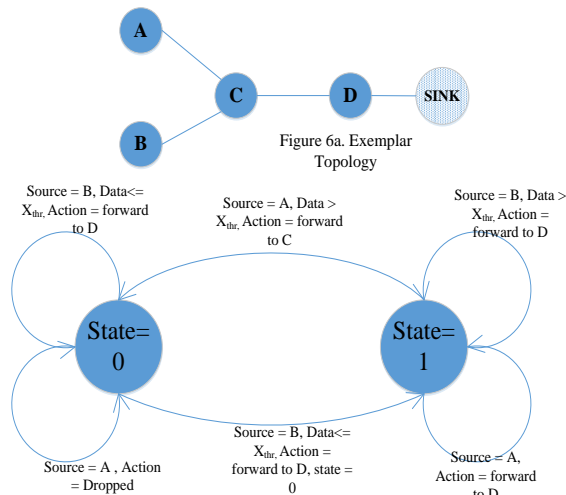 A
B
C
D
SINK
Figure 6a. Exemplar
Topology
Source = B, Data<=
Xthr, Action = forward
to D
Source = A, Data >
Xthr, Action = forward
to C
Source = B, Data >
Xthr, Action =
forward to D
State=
0
State=
1
Source = A , Action
= Dropped
Source = B, Data<=
Xthr, Action =
forward to D, state =
0
Source = A,
Action = forward
to D